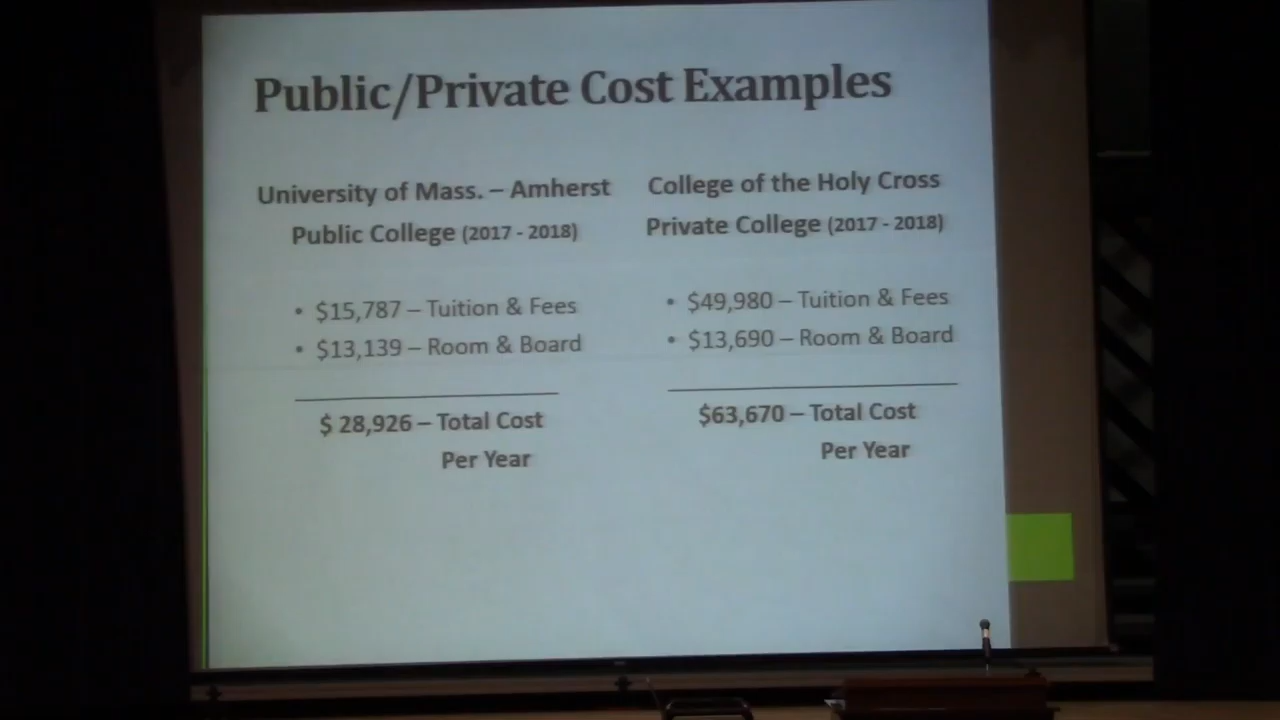 Public/Private Cost Examples
University of Mass. – Amherst
Public College (2017 - 2018)
• $15,787 – Tuition & Fees
• $13,139 – Room & Board
$ 28,926 – Total Cost
Per Year
College of the Holy Cross
Private College (2017 - 2018)
• $49,980 – Tuition & Fees
• $13,690 – Room & Board
$63,670 – Total Cost
Per Year